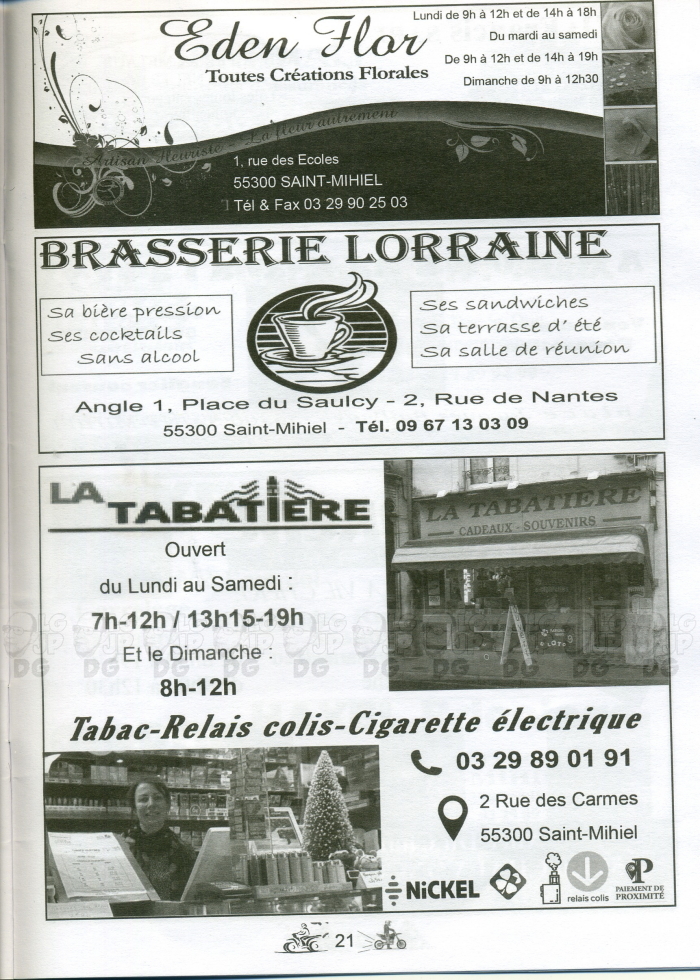 Eden Flor
Toutes Créations Florales
Lundi de 9h à 12h et de 14h à 18h
Du mardi au samedi
De 9h à 12h et de 14h à 19h
Dimanche de 9h à 12h30
Artisan fleuriste - La fleur autrement
1, rue des Ecoles
55300 SAINT-MIHIEL
Tél & Fax 03 29 90 25 03
BRASSERIE LORRAINE
Sa bière pression
Ses cocktails
Sans alcool
Ses sandwiches
Sa terrasse d' été
Sa salle de réunion
Angle 1, Place du Saulcy - 2, Rue de Nantes
55300 Saint-Mihiel - Tél. 09 67 13 03 09
LA TABATIERE
Ouvert
du Lundi au Samedi :
7h-12h / 13h15-19h
Et le Dimanche :
8h-12h
LA TABATIERE
CADEAUX - SOUVENIRS
Tabac-Relais colis-Cigarette électrique
03 29 89 01 91
2 Rue des Carmes
55300 Saint-Mihiel
NiCKEL
relais colis
PAIEMENT DE
PROXIMITÉ
21